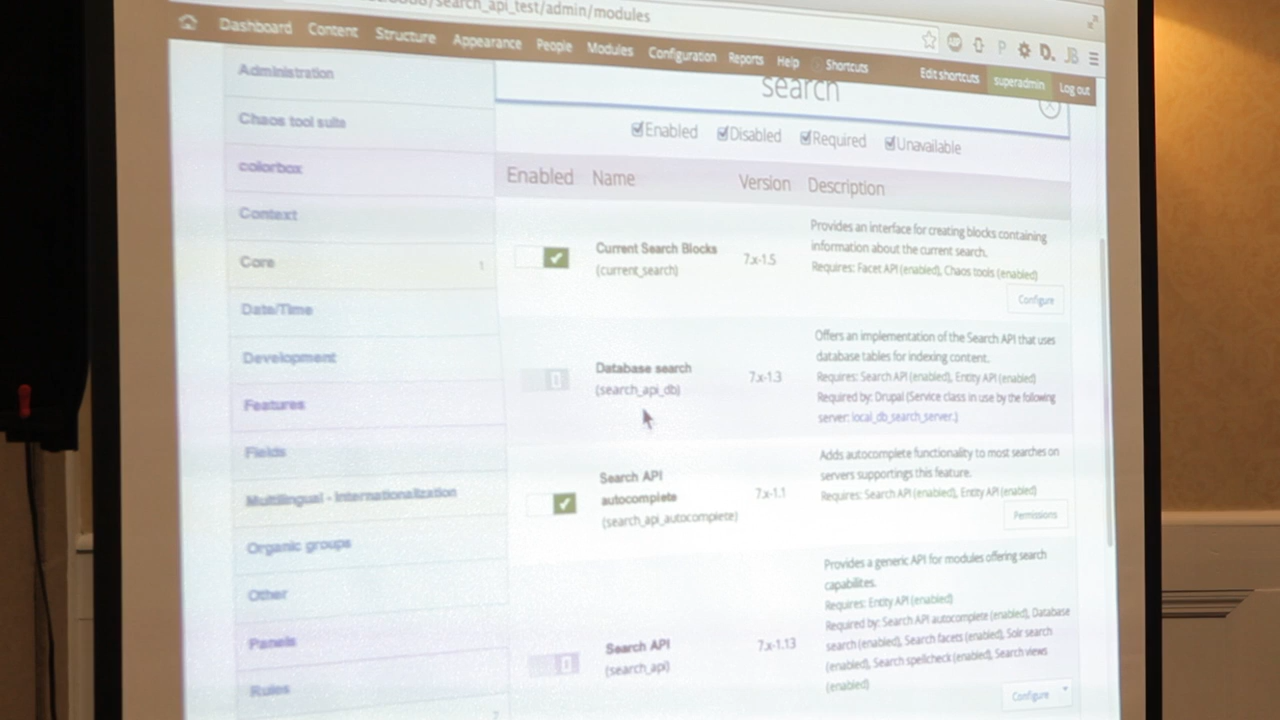 /search_api_test/admin/modules
Dashboard Content Structure Appearance People Modules Configuration Reports Help Shortcuts Edit shortcuts superadmin Log out
search
Enabled Disabled Required Unavailable
Administration
Chaos tool suite
colorbox
Context
Core 1
Date/Time
Development
Features
Fields
Multilingual - Internationalization
Organic groups
Other
Panels
Rules
7
Enabled Name Version Description
Current Search Blocks
(current_search)
7.x-1.5
Provides an interface for creating blocks containing
information about the current search.
Requires: Facet API (enabled), Chaos tools (enabled)
Configure
Database search
(search_api_db)
7.x-1.3
Offers an implementation of the Search API that uses
database tables for indexing content.
Requires: Search API (enabled), Entity API (enabled)
Required by: Drupal (Service class in use by the following
server: local_db_search_server.)
Search API
autocomplete
(search_api_autocomplete)
7.x-1.1
Adds autocomplete functionality to most searches on
servers supportings this feature.
Requires: Search API (enabled), Entity API (enabled)
Permissions
Search API
(search_api)
7.x-1.13
Provides a generic API for modules offering search
capabilites.
Requires: Entity API (enabled)
Required by: Search API autocomplete (enabled), Database
search (enabled), Search facets (enabled), Solr search
(enabled), Search spellcheck (enabled), Search views
(enabled)
Configure